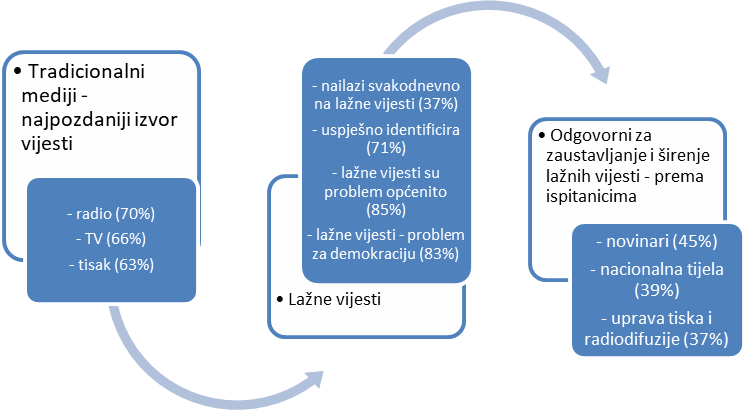 • Tradicionalni
mediji -
najpozdaniji izvor
vijesti
- radio (70%)
- TV (66%)
- tisak (63%)
- nailazi svakodnevno
na lažne vijesti (37%)
- uspješno identificira
(71%)
- lažne vijesti su
problem općenito
(85%)
- lažne vijesti - problem
za demokraciju (83%)
• Lažne vijesti
• Odgovorni za
zaustavljanje i širenje
lažnih vijesti - prema
ispitanicima
- novinari (45%)
- nacionalna tijela
(39%)
- uprava tiska i
radiodifuzije (37%)